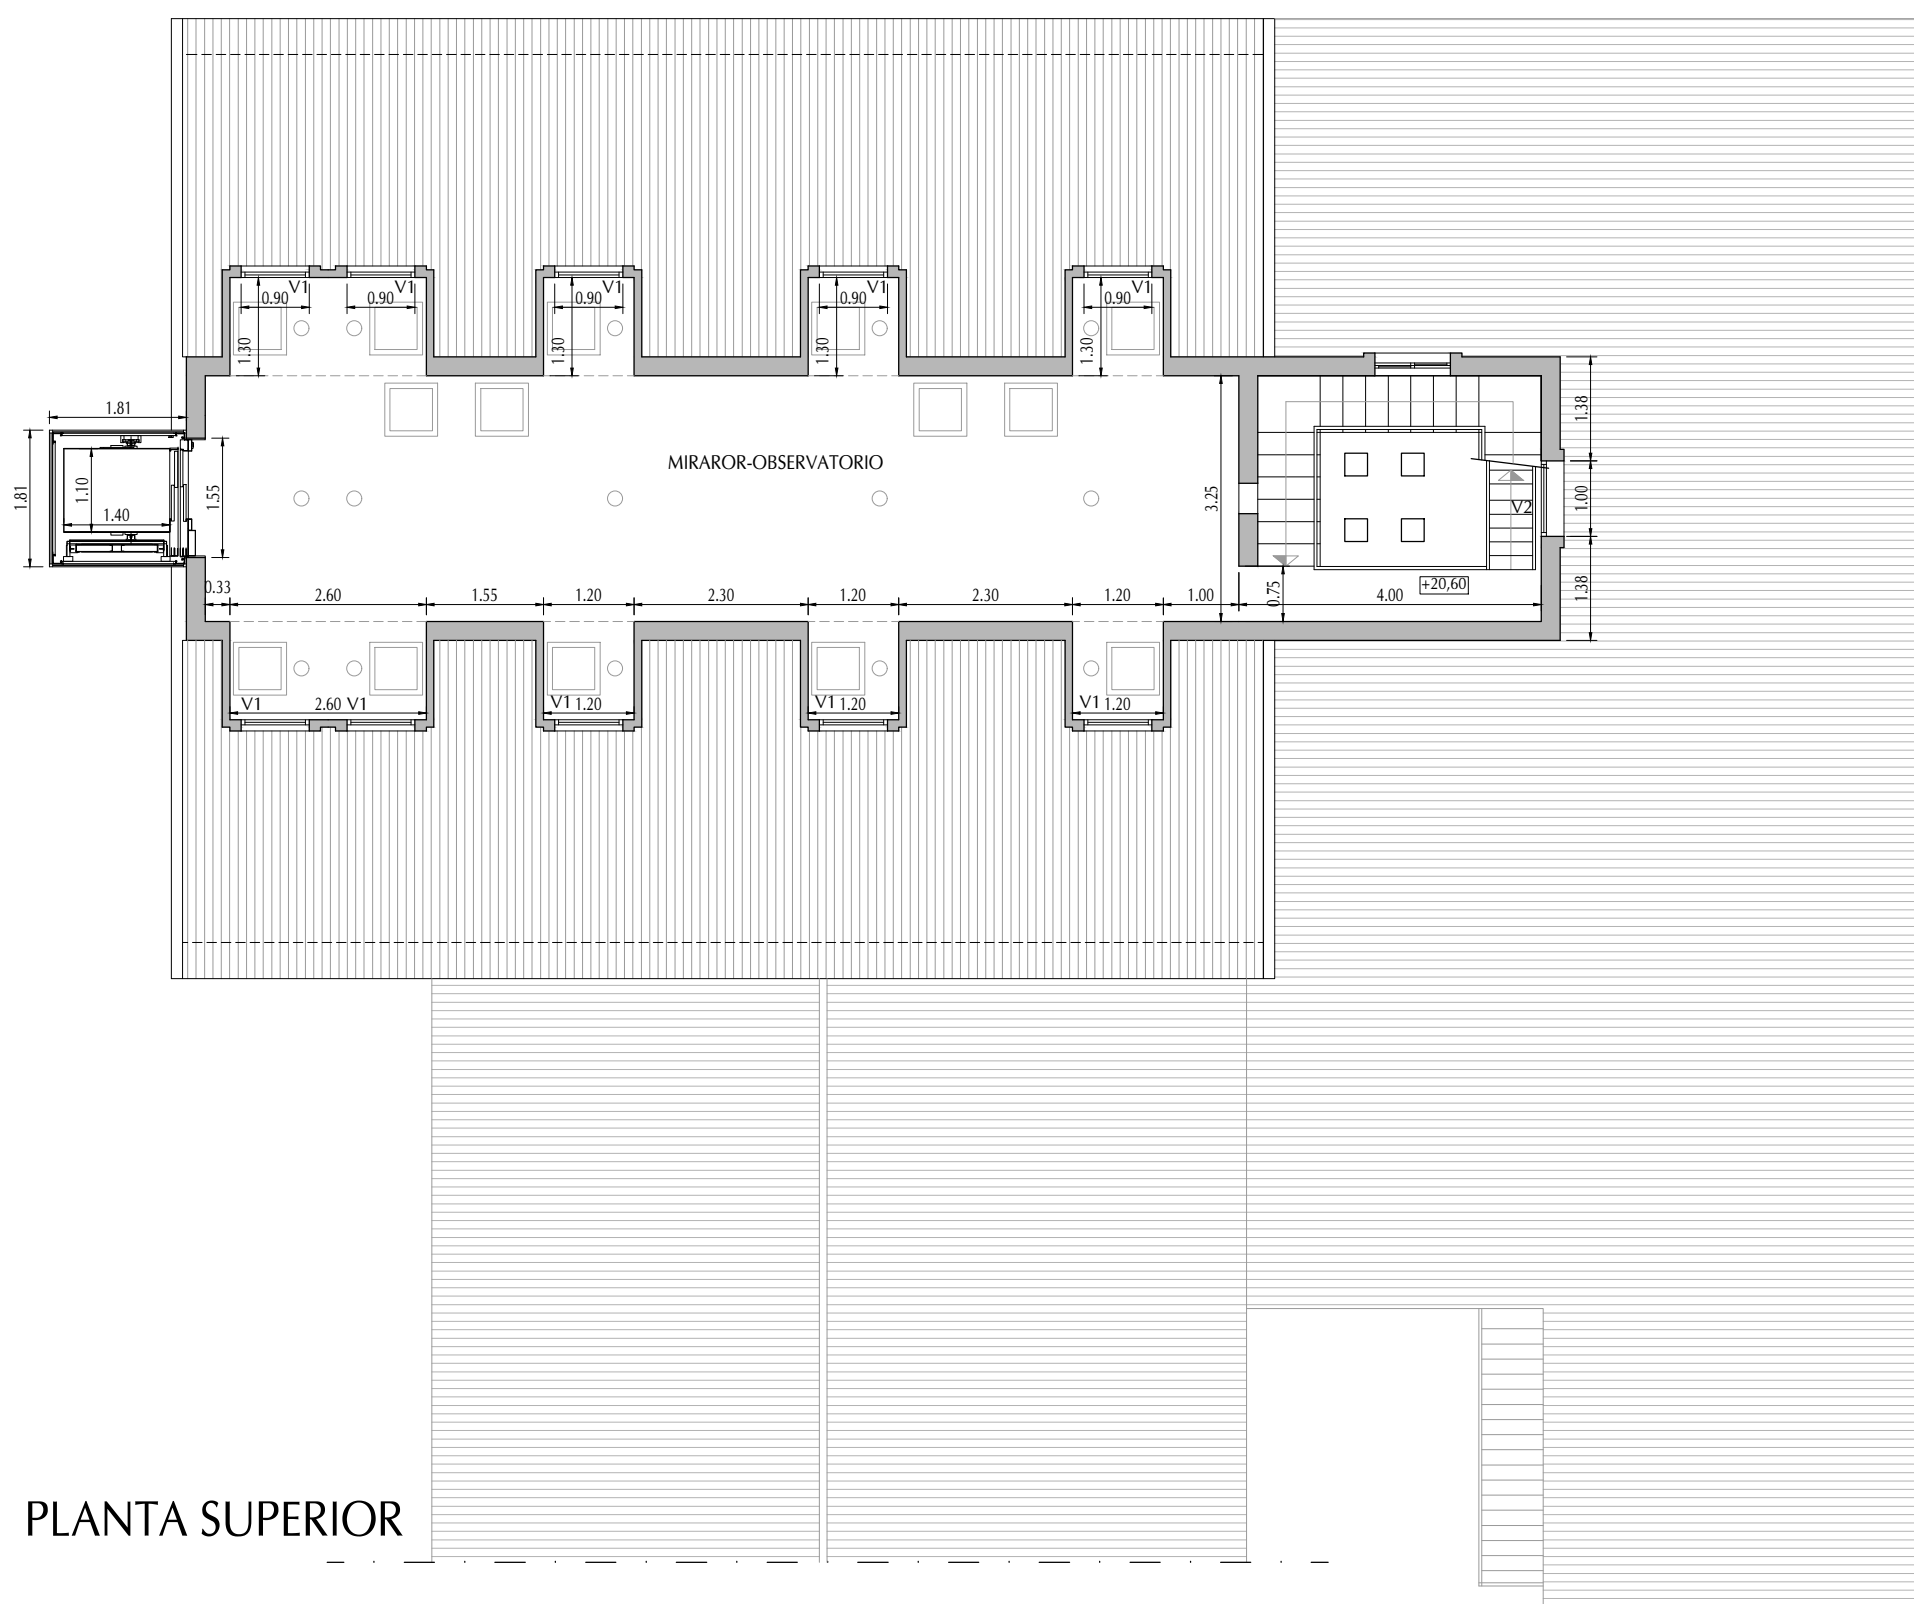 V1 V1 V1 V1 V1
0.90 0.90 0.90 0.90 0.90
1.30 1.30 1.30 1.30
1.81
1.38
MIRAROR-OBSERVATORIO
1.81
1.10
1.55
3.25
1.00
1.40
V2
0.33 2.60 1.55 1.20 2.30 1.20 2.30 1.20 1.00 0.75 4.00 1.38
+20,60
V1 2.60 V1 V1 1.20 V1 1.20 V1 1.20
PLANTA SUPERIOR